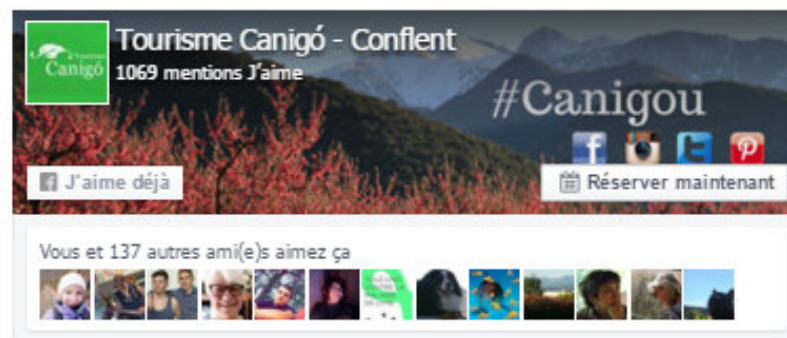 Tourisme Canigó - Conflent
Canigó
1069 mentions J'aime
#Canigou
J'aime déjà
Réserver maintenant
Vous et 137 autres ami(e)s aimez ça